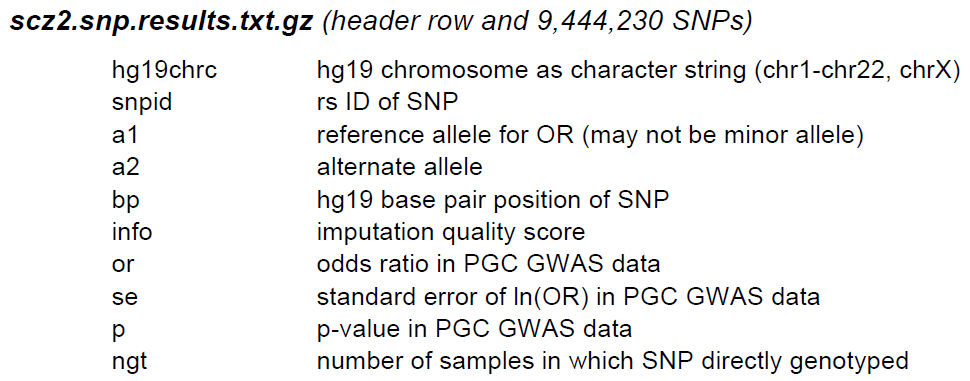 scz2.snp.results.txt.gz (header row and 9,444,230 SNPs)
hg19chrc hg19 chromosome as character string (chr1-chr22, chrX)
snpid rs ID of SNP
a1 reference allele for OR (may not be minor allele)
a2 alternate allele
bp hg19 base pair position of SNP
info imputation quality score
or odds ratio in PGC GWAS data
se standard error of ln(OR) in PGC GWAS data
p p-value in PGC GWAS data
ngt number of samples in which SNP directly genotyped